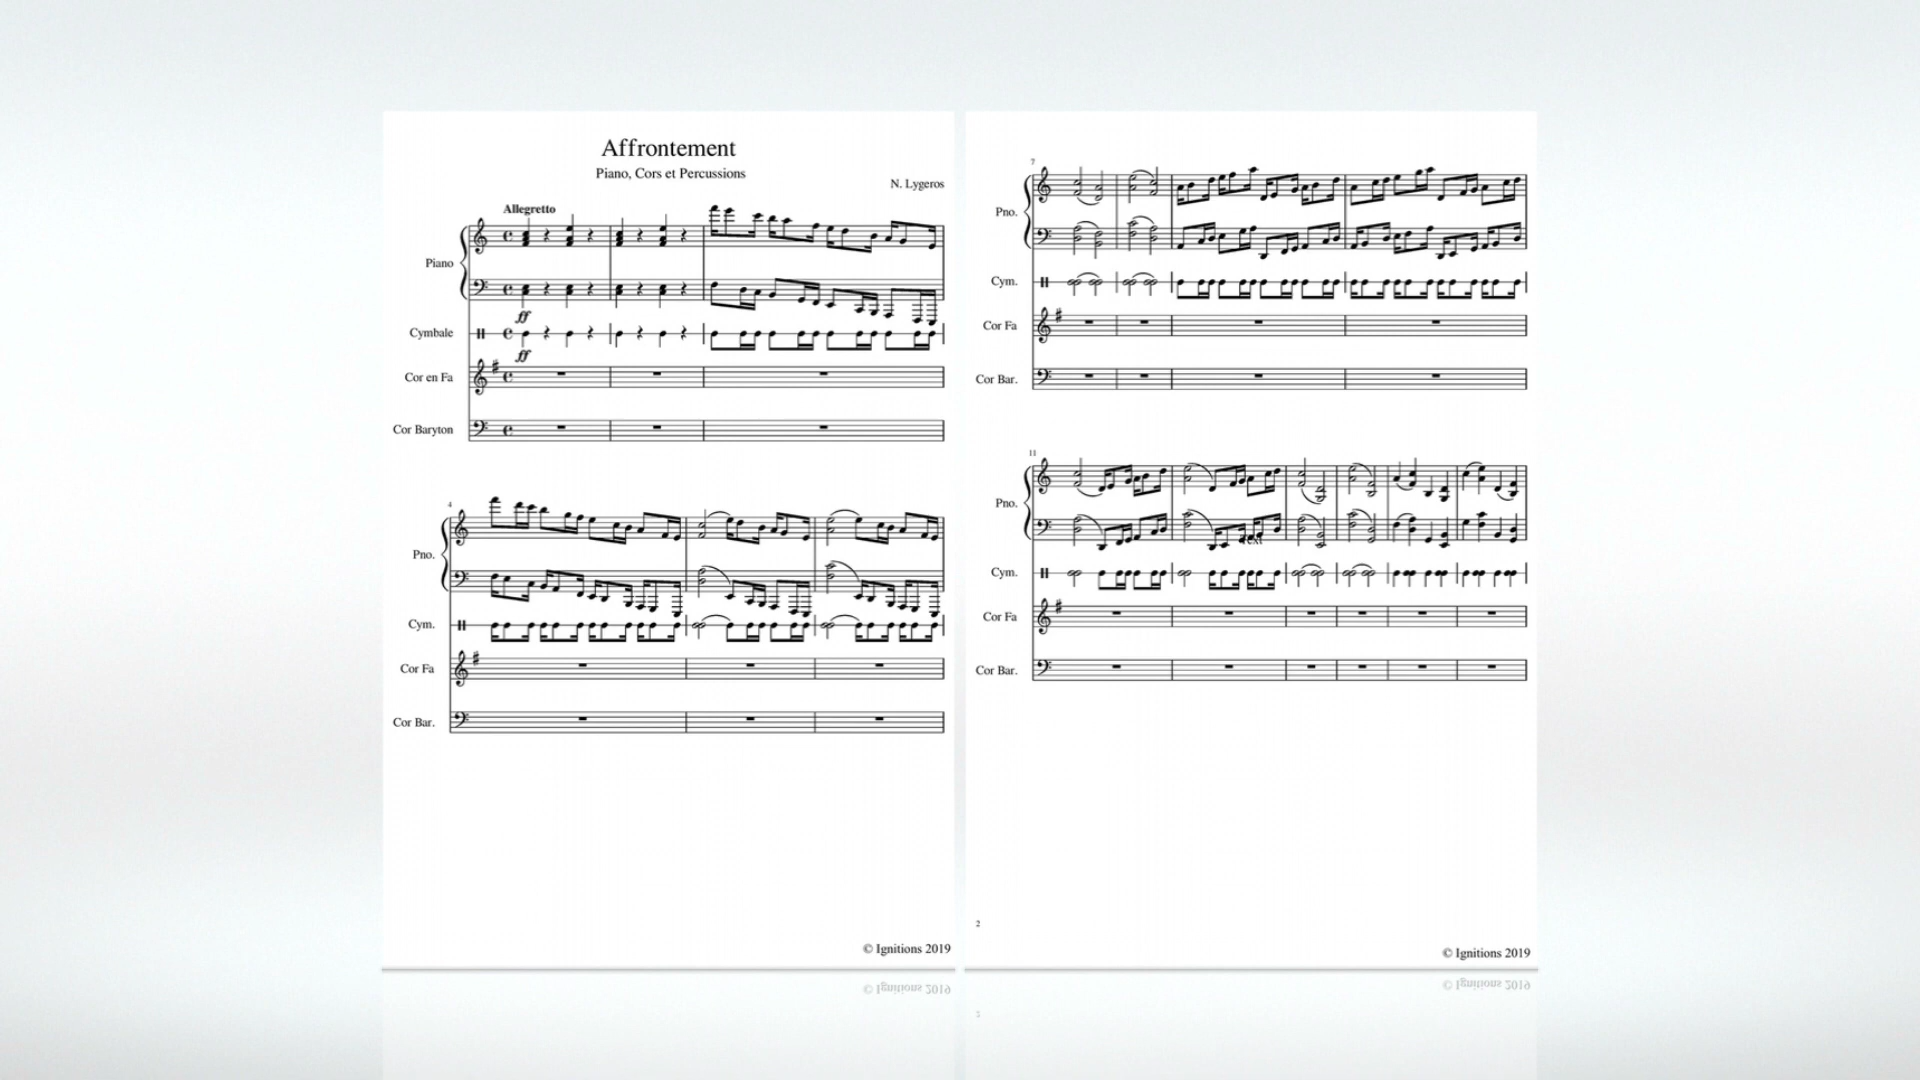 Affrontement
Piano, Cors et Percussions
N. Lygeros
Allegretto
Piano
ff
Cymbale
ff
Cor en Fa
Cor Baryton
4
Pno.
Cym.
Cor Fa
Cor Bar.
© Ignitions 2019
7
Pno.
Cym.
Cor Fa
Cor Bar.
11
Pno.
Text
Cym.
Cor Fa
Cor Bar.
2
© Ignitions 2019